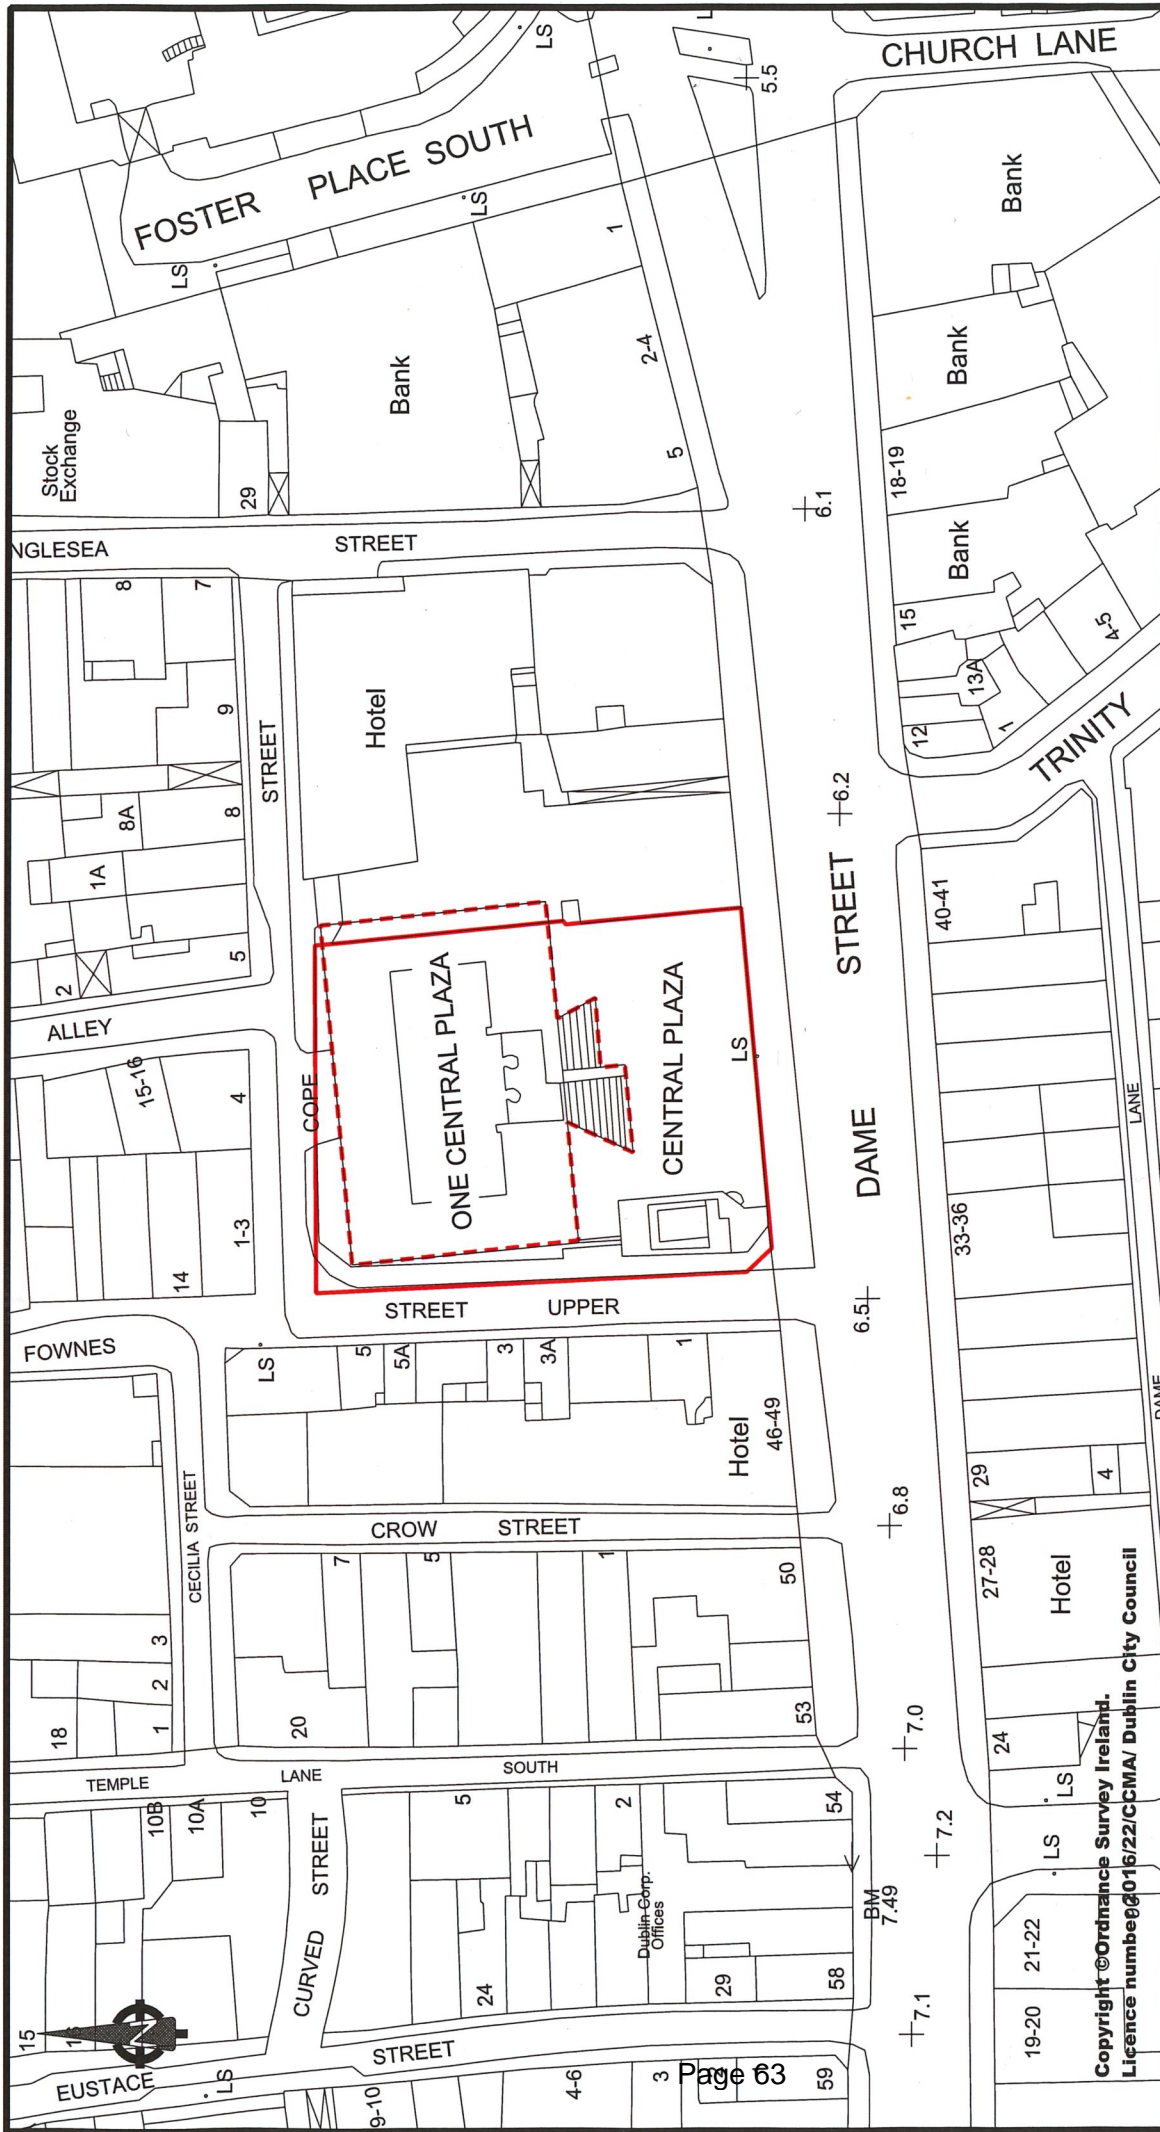 CHURCH LANE
FOSTER PLACE SOUTH
LS
5.5
LS
LS
1
2-4
5
Bank
Bank
Bank
18-19
Bank
15
13A
12
1
4-5
TRINITY
Stock
Exchange
29
6.1
NGLESEA STREET
8
7
9
8A
8
1A
5
2
STREET
Hotel
6.2
ALLEY
15-16
4
1-3
14
COPE
ONE CENTRAL PLAZA
CENTRAL PLAZA
LS
DAME STREET
40-41
33-36
LANE
FOWNES
STREET UPPER
6.5
LS
5
5A
3
3A
1
Hotel
46-49
29
4
DAME
CECILIA STREET
CROW STREET
6.8
7
5
1
50
27-28
Hotel
3
2
1
18
20
53
7.0
24
LS
TEMPLE LANE SOUTH
10B
10A
10
CURVED STREET
5
2
54
7.2
LS
Dublin Corp.
Offices
BM
7.49
24
29
58
21-22
7.1
19-20
15
16
N
EUSTACE STREET
LS
9-10
4-6
3
59
Page 63
Copyright ©Ordnance Survey Ireland.
Licence number 2016/22/CCMA/ Dublin City Council